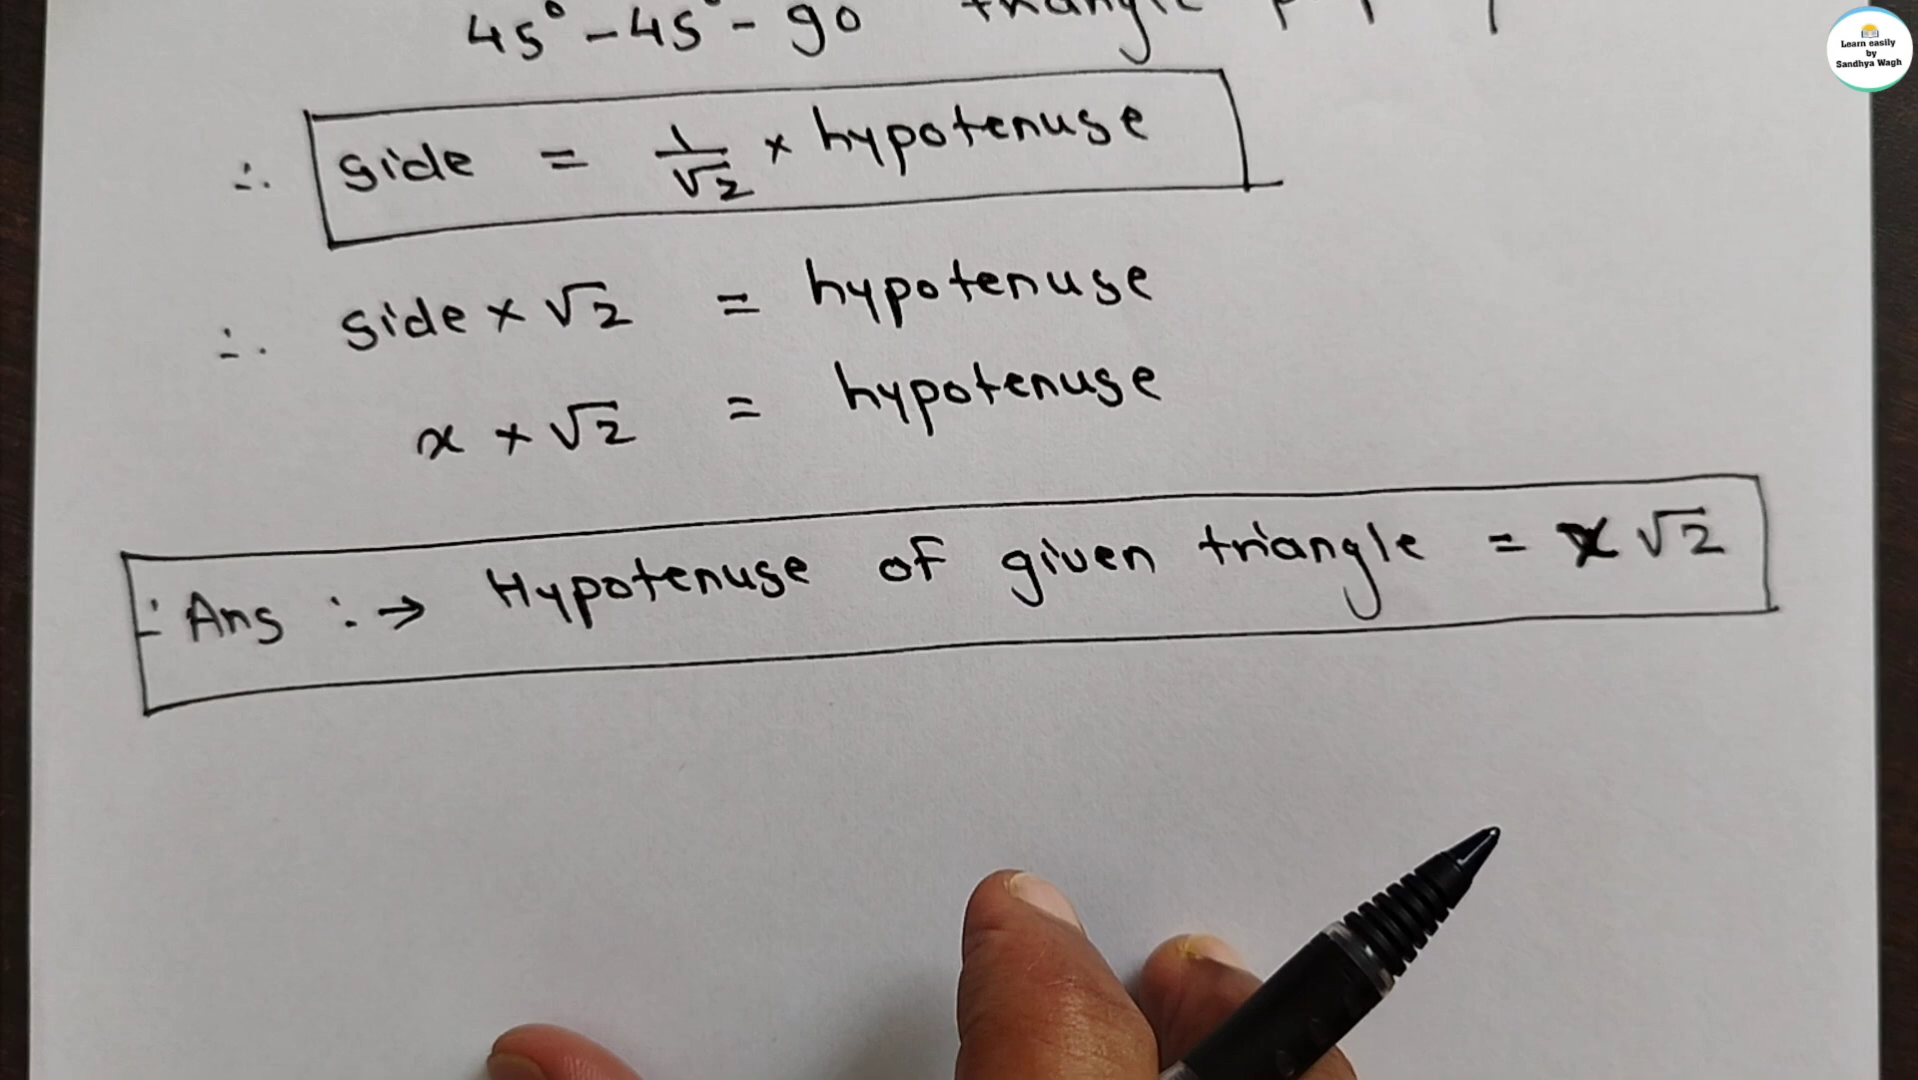 45° - 45° - 90 triangle
∴ side = 1/√2 × hypotenuse
∴ side × √2 = hypotenuse
x × √2 = hypotenuse
∴ Ans :→ Hypotenuse of given triangle = x√2
Learn easily
by
Sandhya Wagh